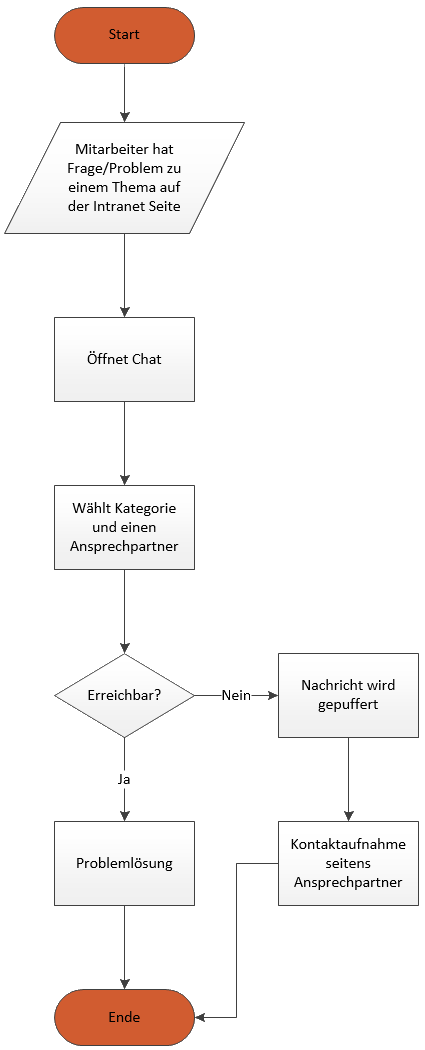 Start
Mitarbeiter hat
Frage/Problem zu
einem Thema auf
der Intranet Seite
Öffnet Chat
Wählt Kategorie
und einen
Ansprechpartner
Erreichbar?
Nein
Nachricht wird
gepuffert
Ja
Problemlösung
Kontaktaufnahme
seitens
Ansprechpartner
Ende